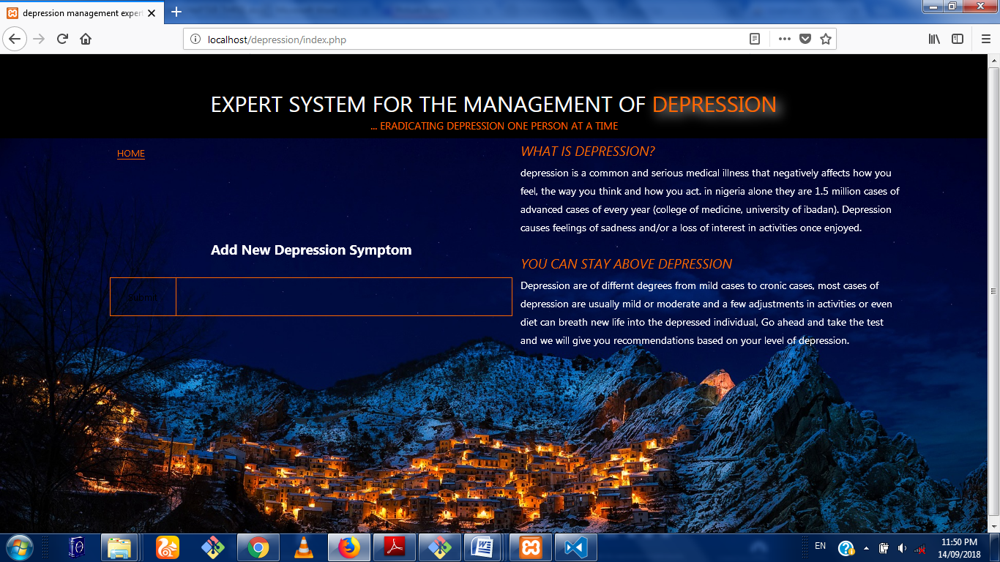 depression management exper
localhost/depression/index.php
EXPERT SYSTEM FOR THE MANAGEMENT OF DEPRESSION
... ERADICATING DEPRESSION ONE PERSON AT A TIME
HOME
Add New Depression Symptom
Submit
WHAT IS DEPRESSION?
depression is a common and serious medical illness that negatively affects how you
feel, the way you think and how you act. in nigeria alone they are 1.5 million cases of
advanced cases of every year (college of medicine, university of ibadan). Depression
causes feelings of sadness and/or a loss of interest in activities once enjoyed.
YOU CAN STAY ABOVE DEPRESSION
Depression are of differnt degrees from mild cases to cronic cases, most cases of
depression are usually mild or moderate and a few adjustments in activities or even
diet can breath new life into the depressed individual, Go ahead and take the test
and we will give you recommendations based on your level of depression.
EN
11:50 PM
14/09/2018